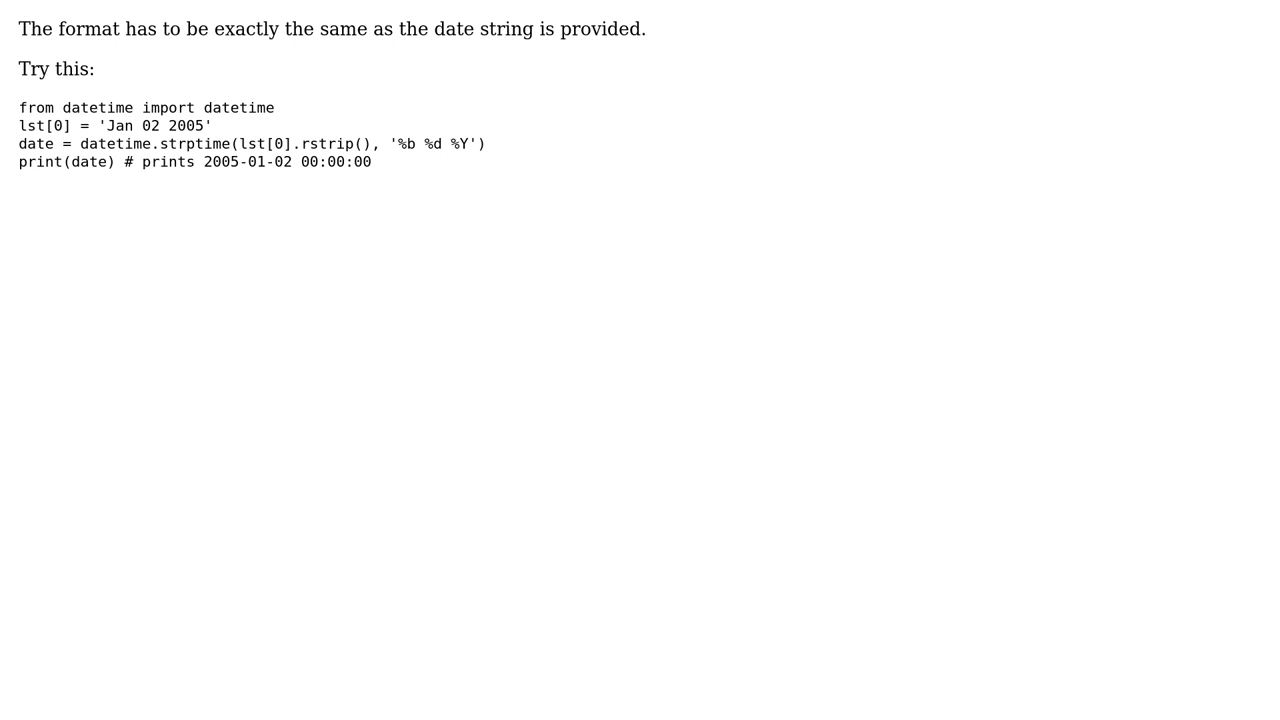 The format has to be exactly the same as the date string is provided.
Try this:
from datetime import datetime
lst[0] = 'Jan 02 2005'
date = datetime.strptime(lst[0].rstrip(), '%b %d %Y')
print(date) # prints 2005-01-02 00:00:00